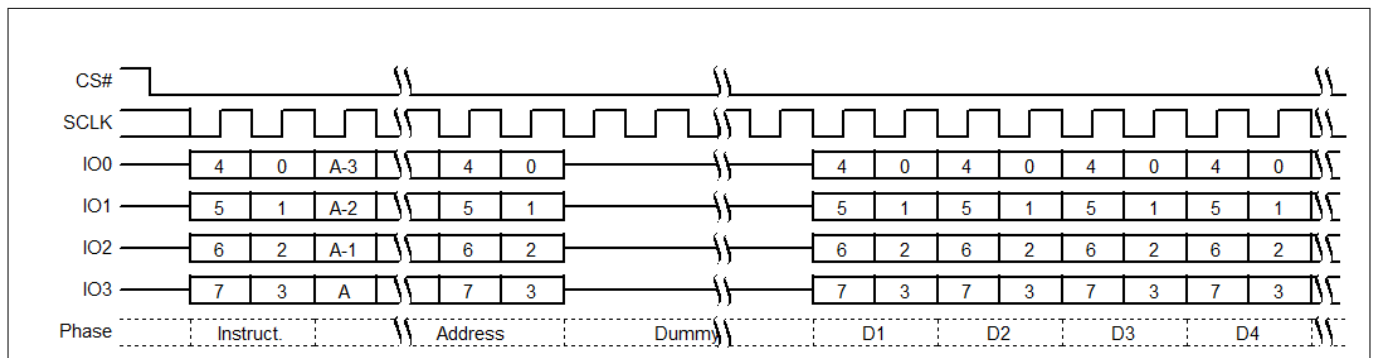 CS#
SCLK
IO0 4 0 A-3 4 0 4 0 4 0 4 0 4 0
IO1 5 1 A-2 5 1 5 1 5 1 5 1 5 1
IO2 6 2 A-1 6 2 6 2 6 2 6 2 6 2
IO3 7 3 A 7 3 7 3 7 3 7 3 7 3
Phase Instruct. Address Dummy D1 D2 D3 D4